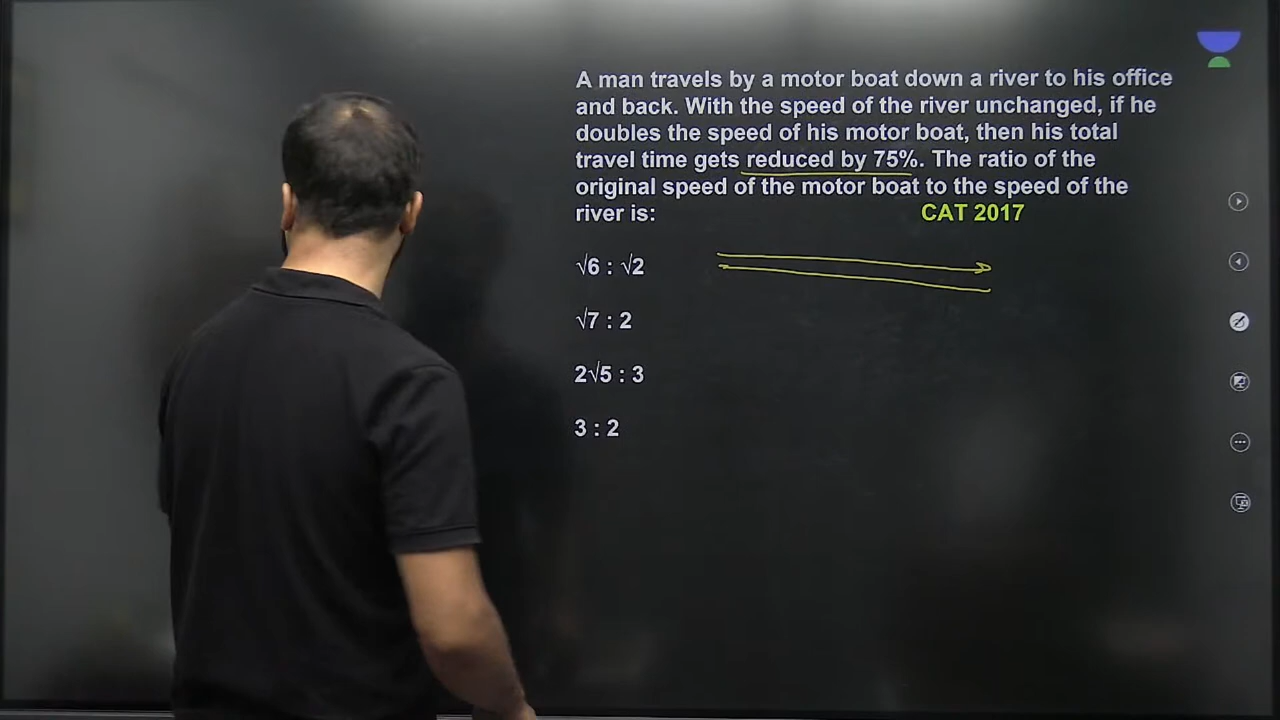 A man travels by a motor boat down a river to his office
and back. With the speed of the river unchanged, if he
doubles the speed of his motor boat, then his total
travel time gets reduced by 75%. The ratio of the
original speed of the motor boat to the speed of the
river is:
CAT 2017
√6 : √2
√7 : 2
2√5 : 3
3 : 2